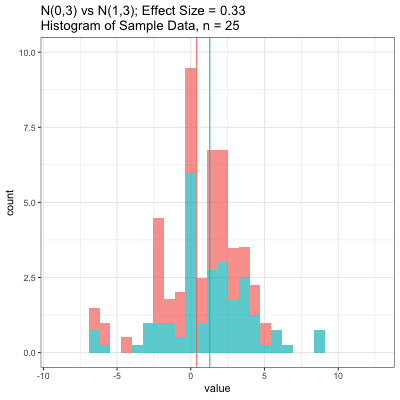 N(0,3) vs N(1,3); Effect Size = 0.33
Histogram of Sample Data, n = 25
10.0
7.5
5.0
2.5
0.0
count
-10 -5 0 5 10
value